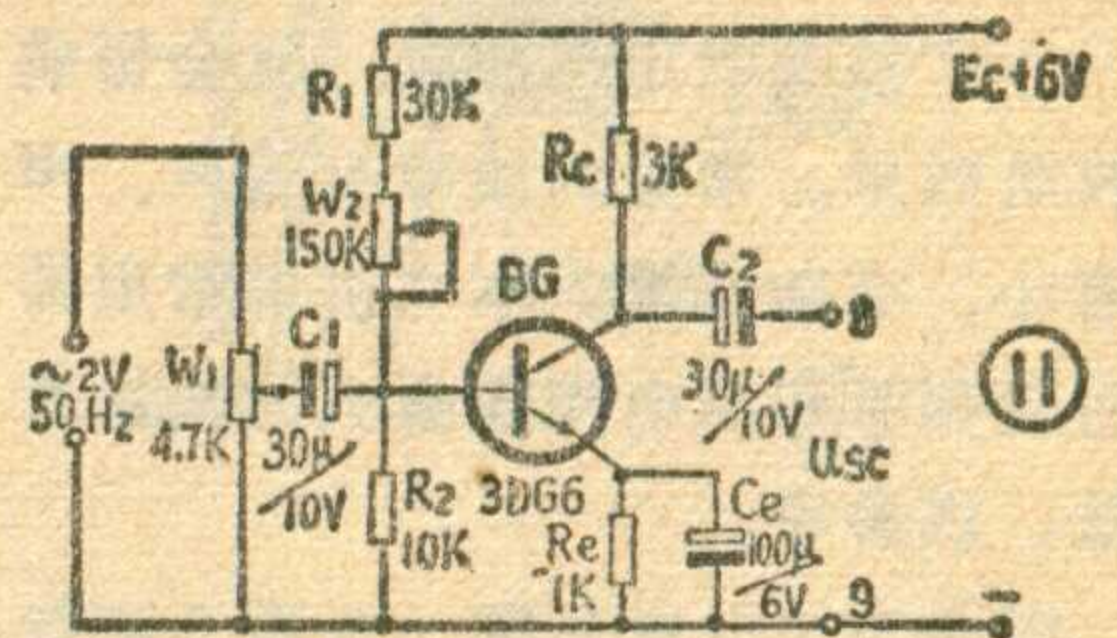 Ec+6V
R1 30K
Rc 3K
W2
150K
BG
C2
8
C1
~2V
50Hz
W1
4.7K
30μ
10V
30μ
10V
Usc
11
R2
10K
3DG6
Re
1K
Ce
100μ
6V
9
-